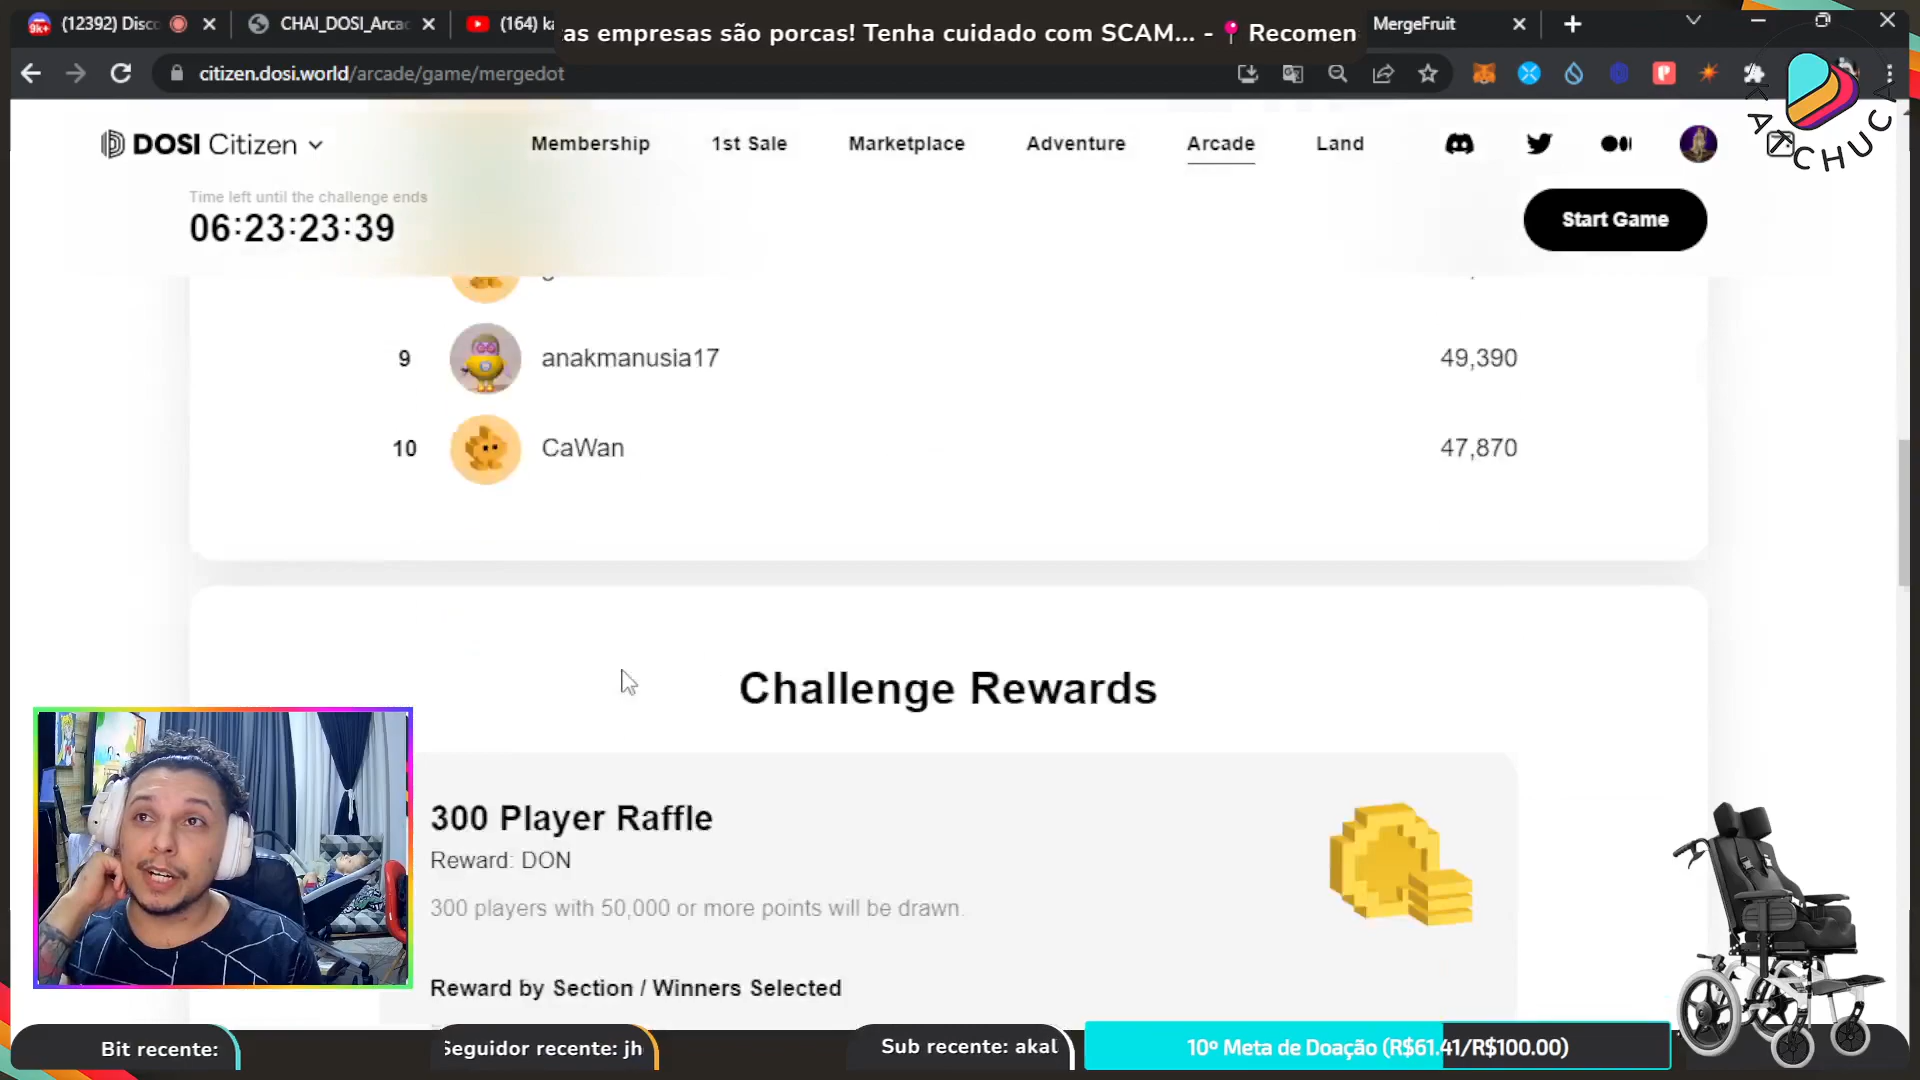 (12392) Disco
CHAI_DOSI_Arca
(164) ka
as empresas são porcas! Tenha cuidado com SCAM... - 📍 Recomen
MergeFruit
citizen.dosi.world/arcade/game/mergedot
DOSI Citizen
Membership
1st Sale
Marketplace
Adventure
Arcade
Land
KATCHUCA
Time left until the challenge ends
06:23:23:39
Start Game
9
anakmanusia17
49,390
10
CaWan
47,870
Challenge Rewards
300 Player Raffle
Reward: DON
300 players with 50,000 or more points will be drawn.
Reward by Section / Winners Selected
Bit recente:
Seguidor recente: jh
Sub recente: akal
10º Meta de Doação (R$61.41/R$100.00)